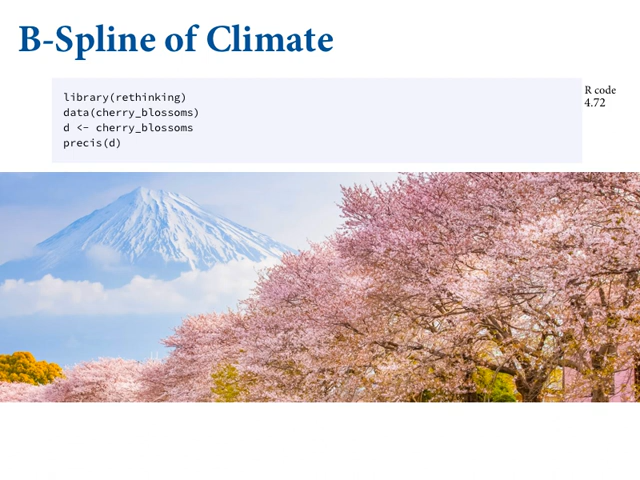 B-Spline of Climate
library(rethinking)
data(cherry_blossoms)
d <- cherry_blossoms
precis(d)
R code
4.72